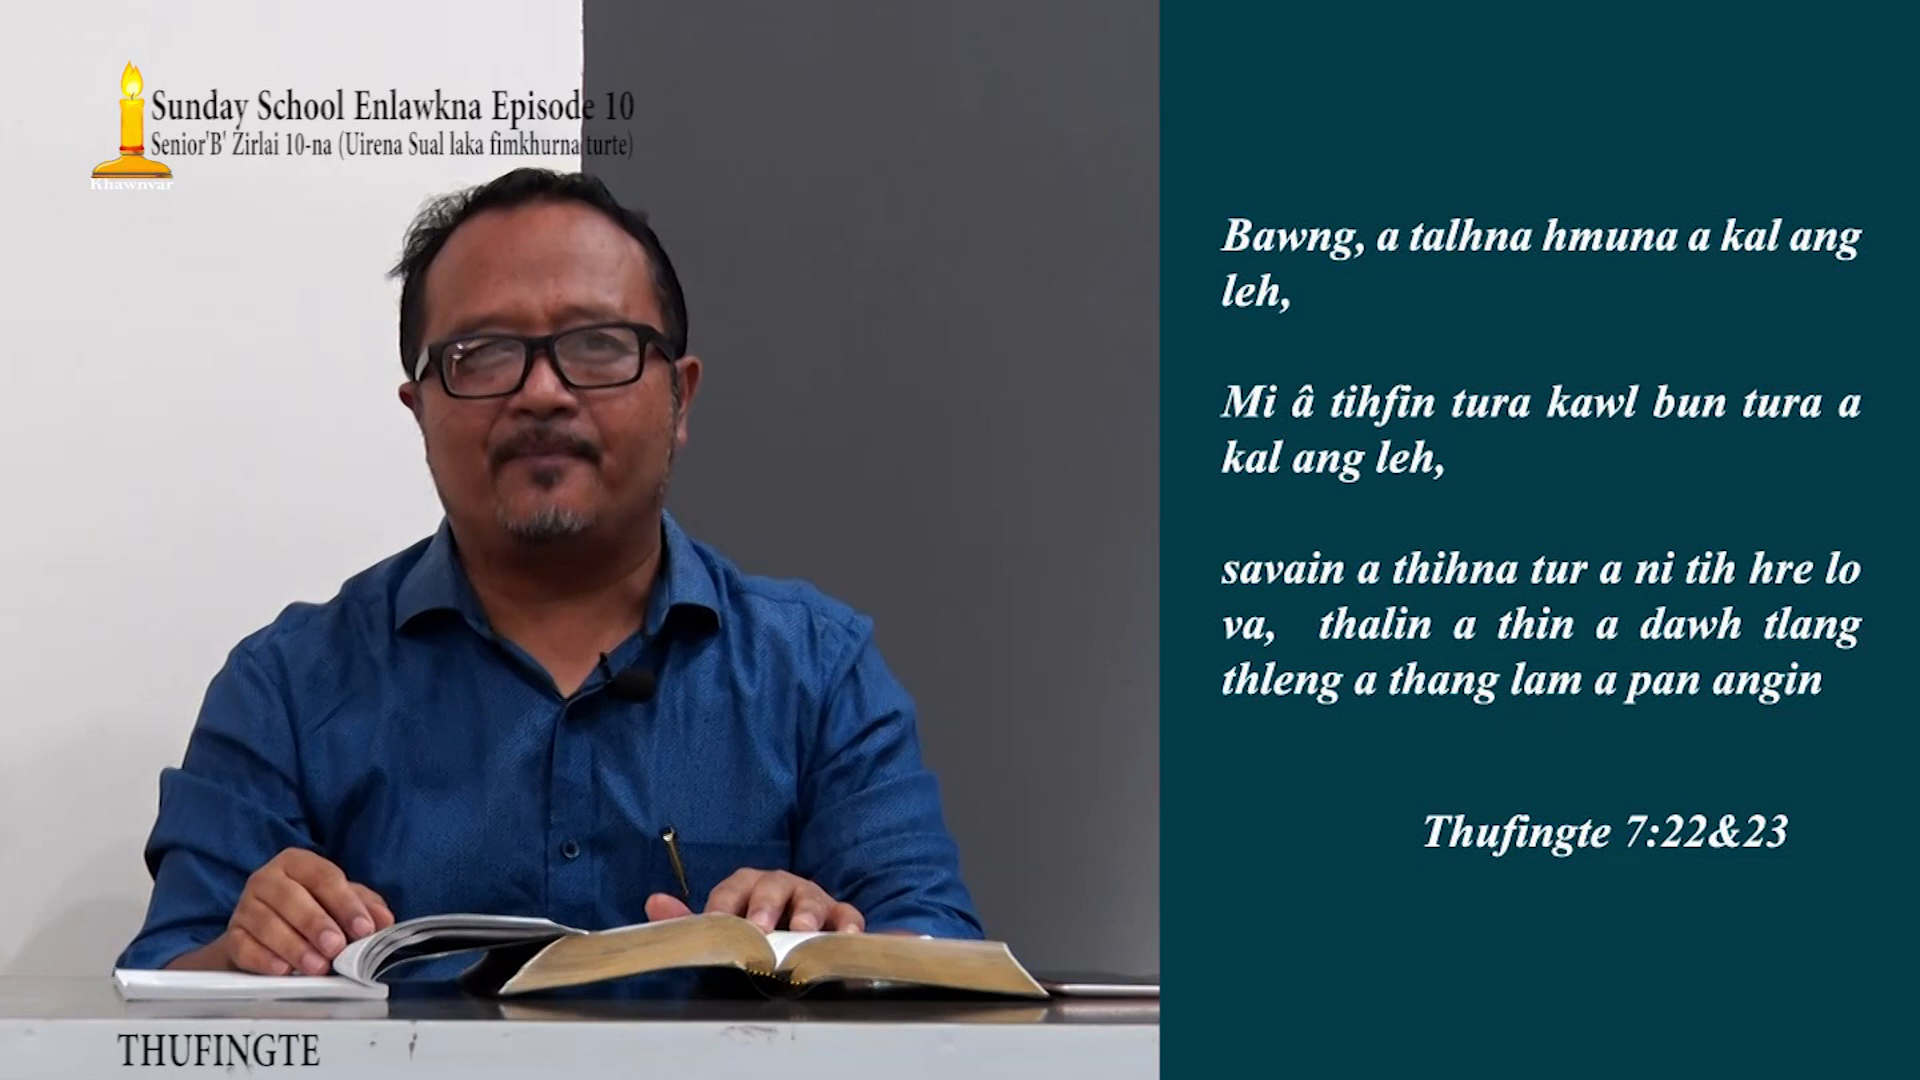 Sunday School Enlawkna Episode 10
Senior'B' Zirlai 10-na (Uirena Sual laka fimkhurna turte)
Khawnvar
Bawng, a talhna hmuna a kal ang
leh,
Mi â tihfin tura kawl bun tura a
kal ang leh,
savain a thihna tur a ni tih hre lo
va, thalin a thin a dawh tlang
thleng a thang lam a pan angin
Thufingte 7:22&23
THUFINGTE